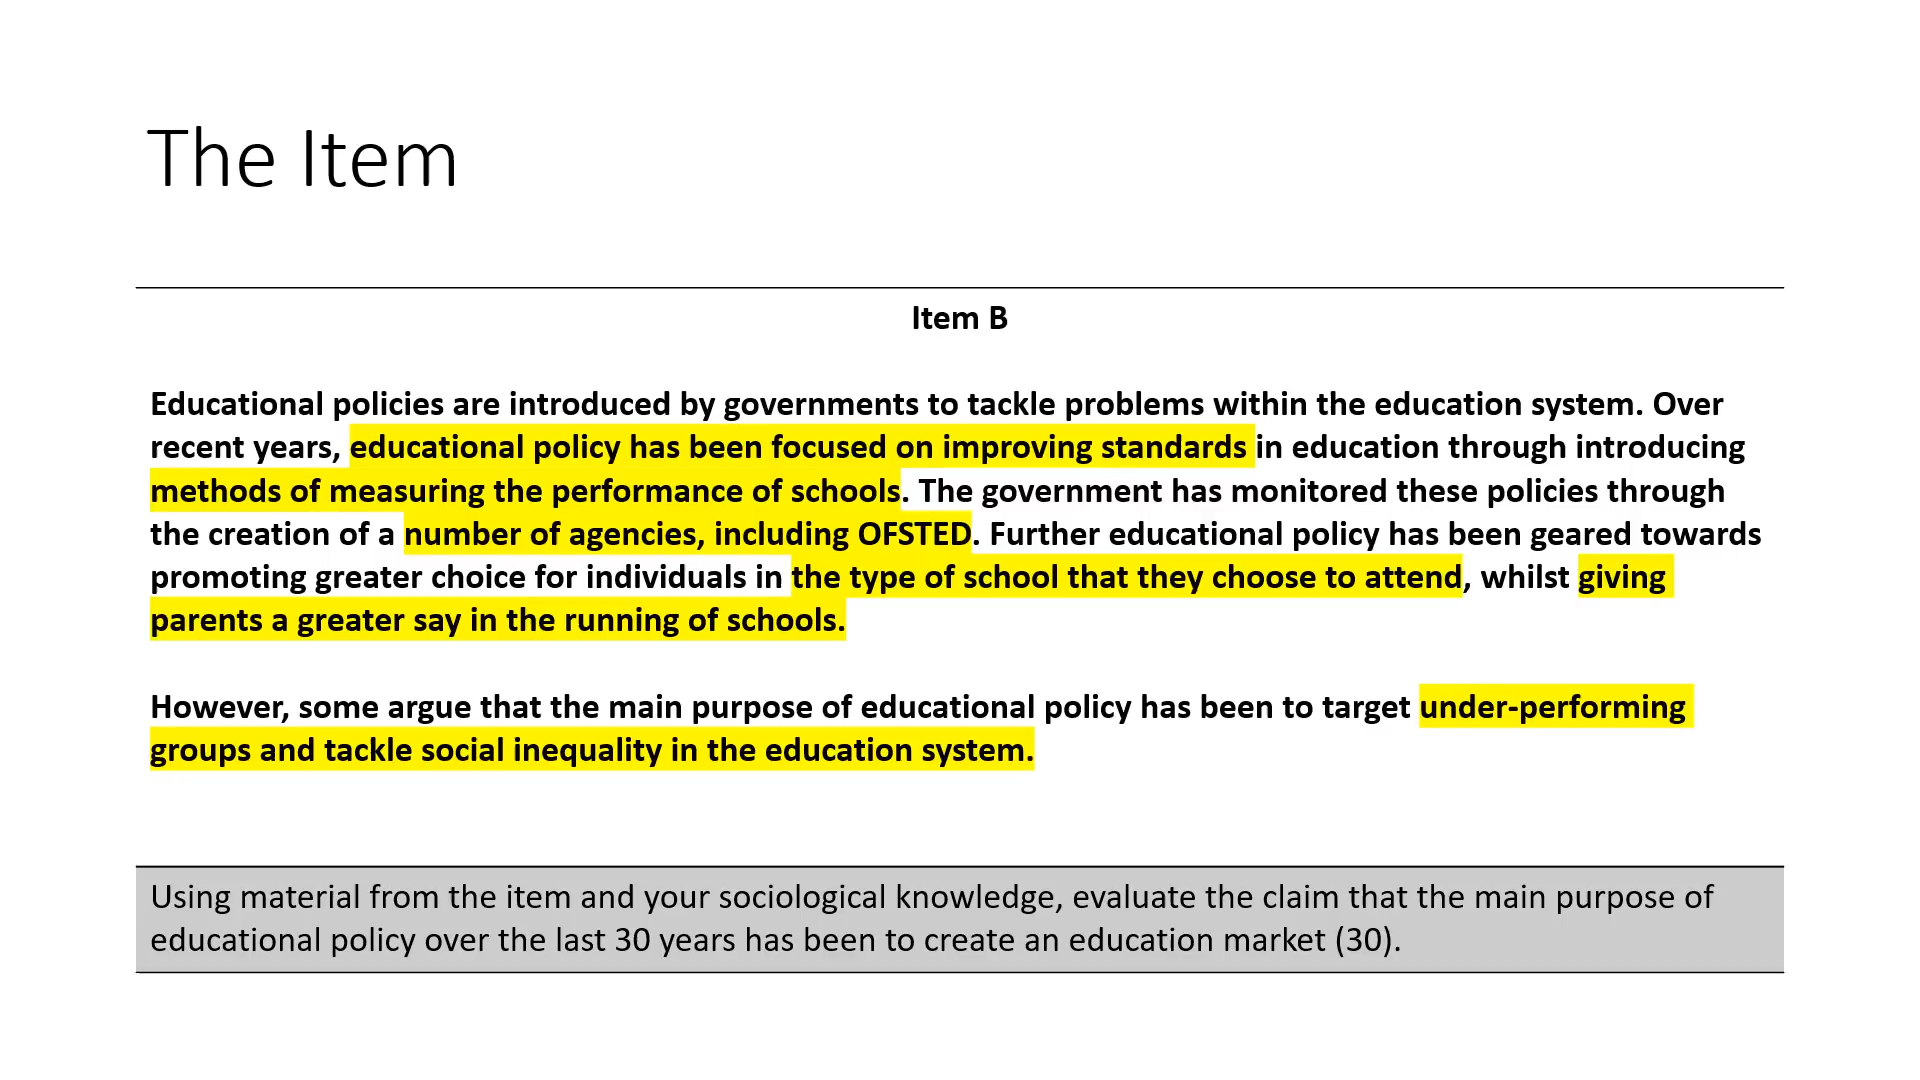 The Item
Item B
Educational policies are introduced by governments to tackle problems within the education system. Over
recent years, educational policy has been focused on improving standards in education through introducing
methods of measuring the performance of schools. The government has monitored these policies through
the creation of a number of agencies, including OFSTED. Further educational policy has been geared towards
promoting greater choice for individuals in the type of school that they choose to attend, whilst giving
parents a greater say in the running of schools.
However, some argue that the main purpose of educational policy has been to target under-performing
groups and tackle social inequality in the education system.
Using material from the item and your sociological knowledge, evaluate the claim that the main purpose of
educational policy over the last 30 years has been to create an education market (30).